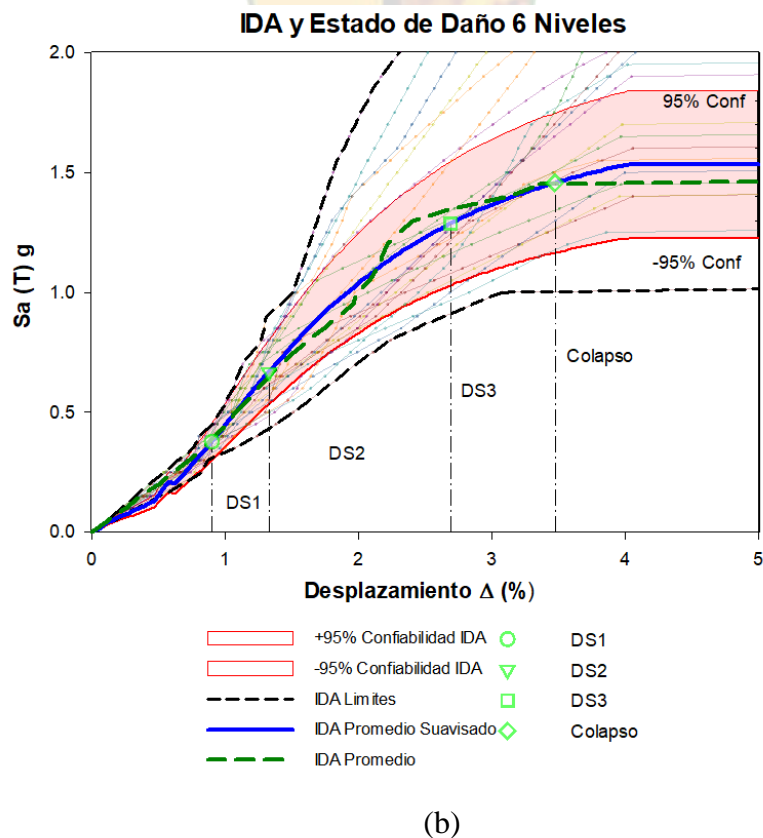 IDA y Estado de Daño 6 Niveles
2.0
95% Conf
1.5
-95% Conf
Sa (T) g
1.0
Colapso
DS3
0.5
DS2
DS1
0.0
0 1 2 3 4 5
Desplazamiento Δ (%)
+95% Confiabilidad IDA DS1
-95% Confiabilidad IDA DS2
IDA Limites DS3
IDA Promedio Suavisado Colapso
IDA Promedio
(b)